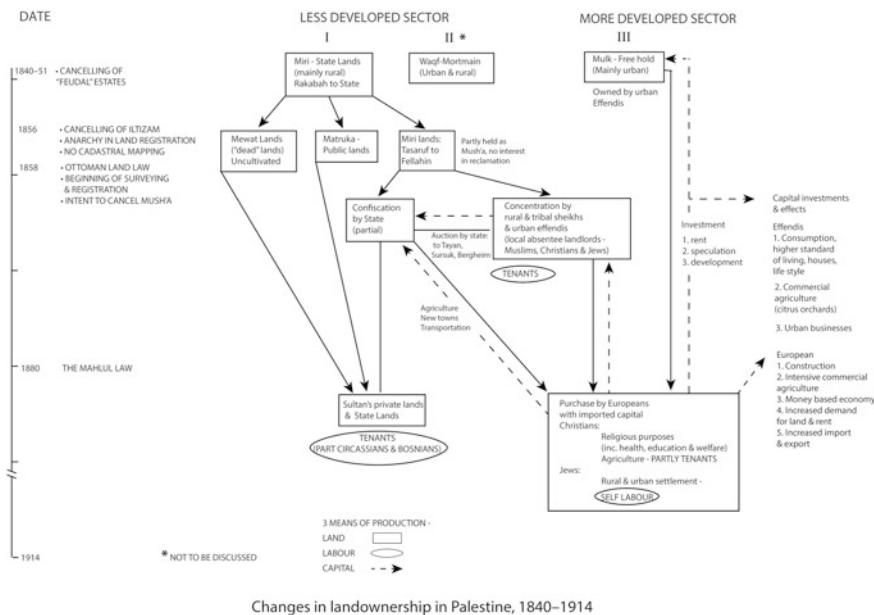 DATE
LESS DEVELOPED SECTOR
MORE DEVELOPED SECTOR
I
II *
III
1840–51
• CANCELLING OF
"FEUDAL" ESTATES
Miri - State Lands
(mainly rural)
Rakabah to State
Waqf-Mortmain
(Urban & rural)
Mulk - Free hold
(Mainly urban)
Owned by urban
Effendis
1856
• CANCELLING OF ILTIZAM
• ANARCHY IN LAND REGISTRATION
• NO CADASTRAL MAPPING
1858
• OTTOMAN LAND LAW
• BEGINNING OF SURVEYING
& REGISTRATION
• INTENT TO CANCEL MUSH'A
Mewat Lands
("dead" lands)
Uncultivated
Matruka -
Public lands
Miri lands:
Tasaruf to
Fellahin
Partly held as
Mush'a, no interest
in reclamation
Confiscation
by State
(partial)
Auction by state:
to Tayan,
Sursuk, Bergheim
Concentration by
rural & tribal sheikhs
& urban effendis
(local absentee landlords -
Muslims, Christians & Jews)
TENANTS
Investment
1. rent
2. speculation
3. development
Capital investments
& effects
Effendis
1. Consumption,
higher standard
of living, houses,
life style
2. Commercial
agriculture
(citrus orchards)
3. Urban businesses
Agriculture
New towns
Transportation
1880
THE MAHLUL LAW
Sultan's private lands
& State Lands
TENANTS
(PART CIRCASSIANS & BOSNIANS)
Purchase by Europeans
with imported capital
Christians:
Religious purposes
(inc. health, education & welfare)
Agriculture - PARTLY TENANTS
Jews:
Rural & urban settlement -
SELF LABOUR
European
1. Construction
2. Intensive commercial
agriculture
3. Money based economy
4. Increased demand
for land & rent
5. Increased import
& export
3 MEANS OF PRODUCTION -
LAND
LABOUR
CAPITAL
1914
* NOT TO BE DISCUSSED
Changes in landownership in Palestine, 1840–1914